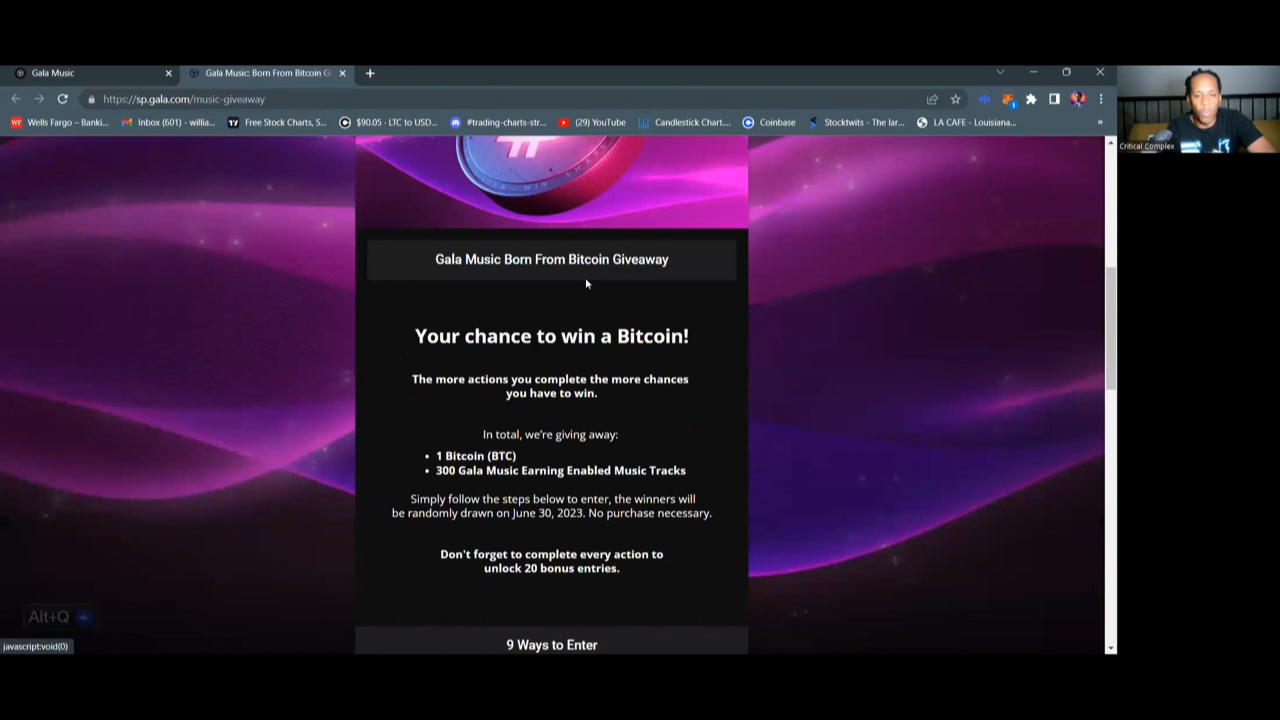 Gala Music
Gala Music: Born From Bitcoin Gi
https://sp.gala.com/music-giveaway
Wells Fargo – Banki...
Inbox (601) - willia...
Free Stock Charts, S...
$90.05 - LTC to USD...
#trading-charts-str...
(29) YouTube
Candlestick Chart....
Coinbase
Stocktwits - The lar...
LA CAFE - Louisiana...
»
Critical Complex
Gala Music Born From Bitcoin Giveaway
Your chance to win a Bitcoin!
The more actions you complete the more chances
you have to win.
In total, we're giving away:
• 1 Bitcoin (BTC)
• 300 Gala Music Earning Enabled Music Tracks
Simply follow the steps below to enter, the winners will
be randomly drawn on June 30, 2023. No purchase necessary.
Don't forget to complete every action to
unlock 20 bonus entries.
Alt+Q
javascript:void(0)
9 Ways to Enter